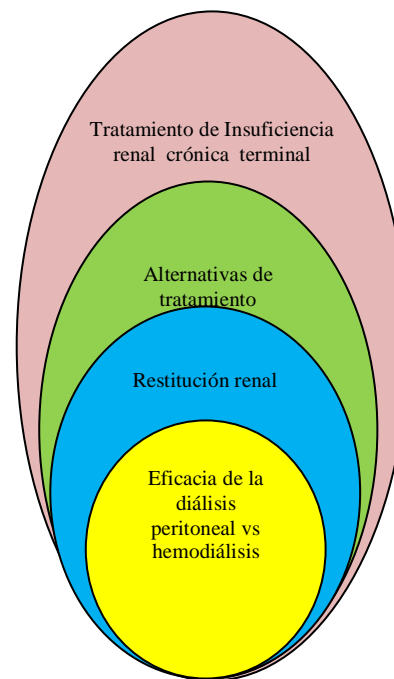 Tratamiento de Insuficiencia
renal crónica terminal
Alternativas de
tratamiento
Restitución renal
Eficacia de la
diálisis
peritoneal vs
hemodiálisis